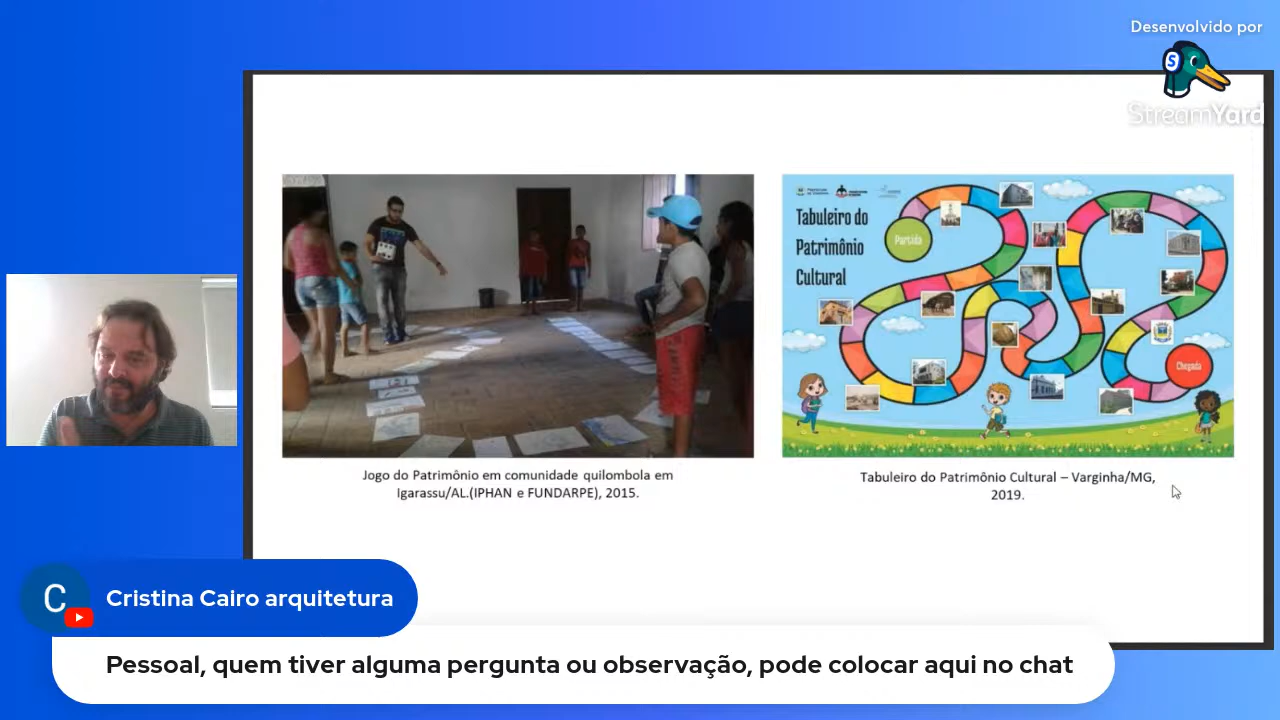 Desenvolvido por
StreamYard
Tabuleiro do
Patrimônio
Cultural
Partida
Chegada
Jogo do Patrimônio em comunidade quilombola em
Igarassu/AL.(IPHAN e FUNDARPE), 2015.
Tabuleiro do Patrimônio Cultural – Varginha/MG,
2019.
C
Cristina Cairo arquitetura
Pessoal, quem tiver alguma pergunta ou observação, pode colocar aqui no chat